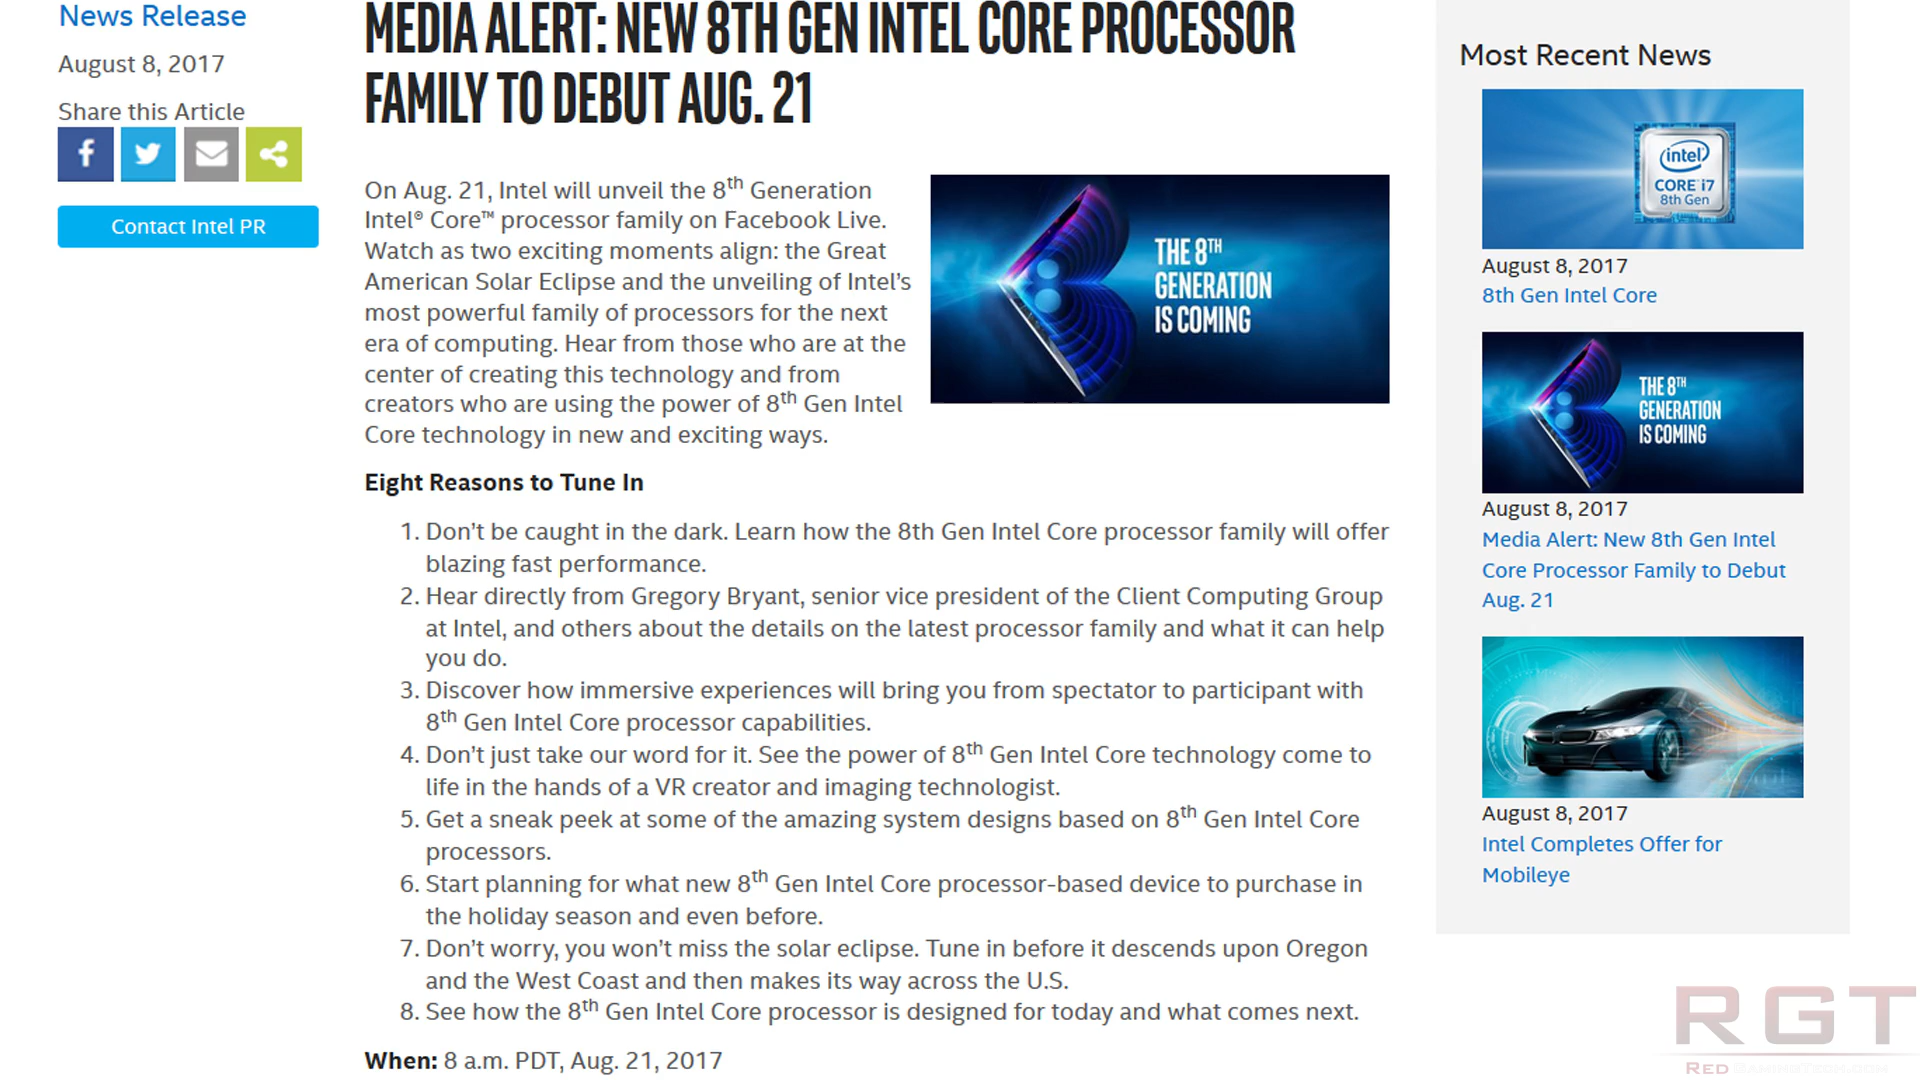 News Release
August 8, 2017
Share this Article
Contact Intel PR
MEDIA ALERT: NEW 8TH GEN INTEL CORE PROCESSOR
FAMILY TO DEBUT AUG. 21
On Aug. 21, Intel will unveil the 8th Generation
Intel® Core™ processor family on Facebook Live.
Watch as two exciting moments align: the Great
American Solar Eclipse and the unveiling of Intel’s
most powerful family of processors for the next
era of computing. Hear from those who are at the
center of creating this technology and from
creators who are using the power of 8th Gen Intel
Core technology in new and exciting ways.
THE 8TH
GENERATION
IS COMING
Eight Reasons to Tune In
1. Don’t be caught in the dark. Learn how the 8th Gen Intel Core processor family will offer
blazing fast performance.
2. Hear directly from Gregory Bryant, senior vice president of the Client Computing Group
at Intel, and others about the details on the latest processor family and what it can help
you do.
3. Discover how immersive experiences will bring you from spectator to participant with
8th Gen Intel Core processor capabilities.
4. Don’t just take our word for it. See the power of 8th Gen Intel Core technology come to
life in the hands of a VR creator and imaging technologist.
5. Get a sneak peek at some of the amazing system designs based on 8th Gen Intel Core
processors.
6. Start planning for what new 8th Gen Intel Core processor-based device to purchase in
the holiday season and even before.
7. Don’t worry, you won’t miss the solar eclipse. Tune in before it descends upon Oregon
and the West Coast and then makes its way across the U.S.
8. See how the 8th Gen Intel Core processor is designed for today and what comes next.
When: 8 a.m. PDT, Aug. 21, 2017
Most Recent News
intel
CORE i7
8th Gen
August 8, 2017
8th Gen Intel Core
THE 8TH
GENERATION
IS COMING
August 8, 2017
Media Alert: New 8th Gen Intel
Core Processor Family to Debut
Aug. 21
August 8, 2017
Intel Completes Offer for
Mobileye
RGT